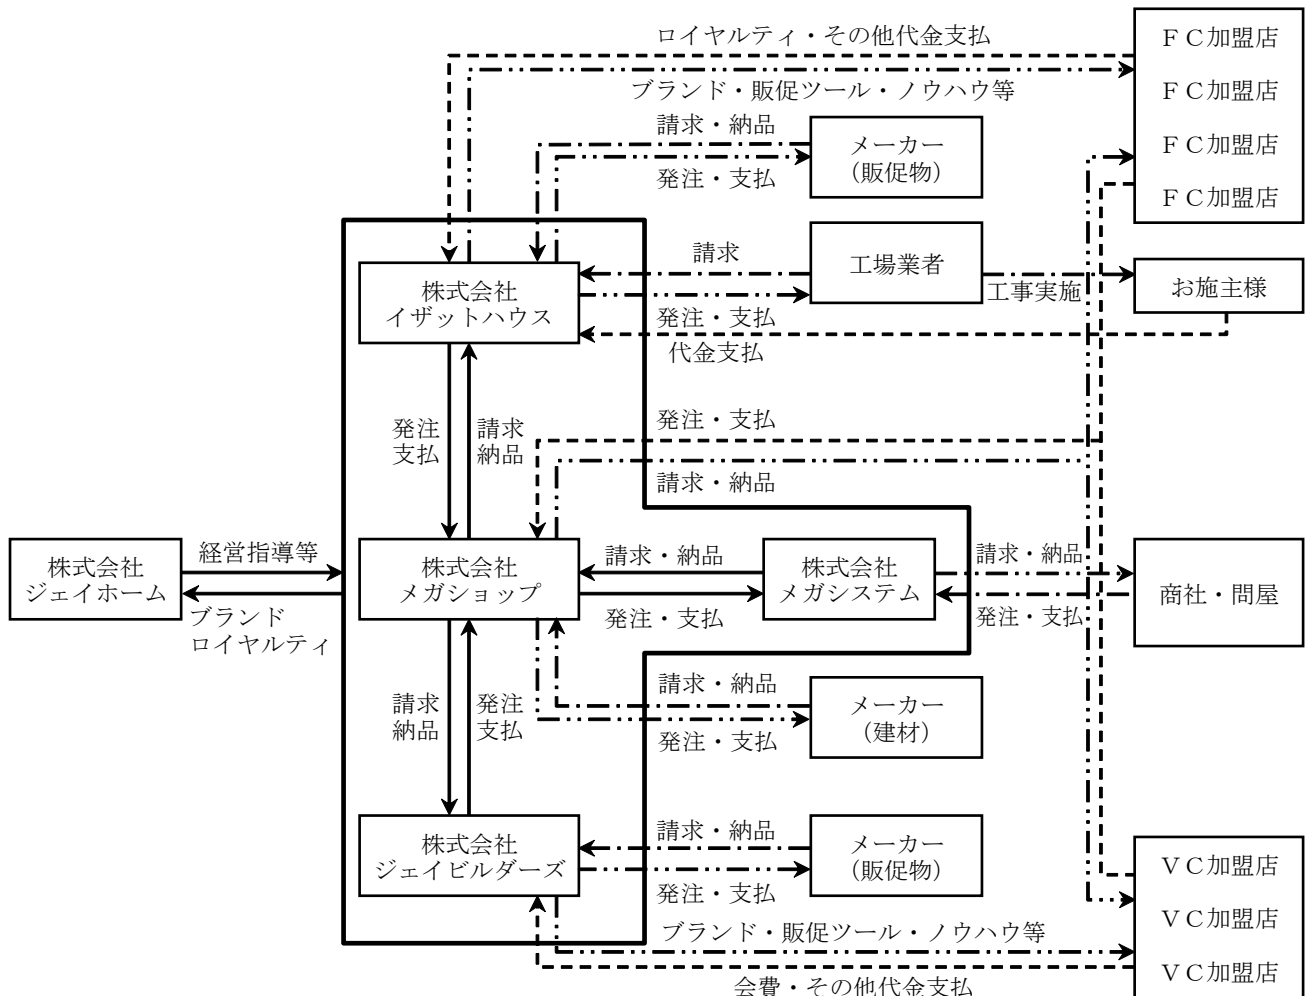 ロイヤルティ・その他代金支払
ブランド・販促ツール・ノウハウ等
ＦＣ加盟店
ＦＣ加盟店
ＦＣ加盟店
ＦＣ加盟店
請求・納品
発注・支払
メーカー
（販促物）
株式会社
イザットハウス
請求
発注・支払
代金支払
工場業者
工事実施
お施主様
発注
支払
請求
納品
発注・支払
請求・納品
株式会社
ジェイホーム
経営指導等
ブランド
ロイヤルティ
株式会社
メガショップ
請求・納品
発注・支払
株式会社
メガシステム
請求・納品
発注・支払
商社・問屋
請求
納品
発注
支払
請求・納品
発注・支払
メーカー
（建材）
株式会社
ジェイビルダーズ
請求・納品
発注・支払
メーカー
（販促物）
ブランド・販促ツール・ノウハウ等
会費・その他代金支払
ＶＣ加盟店
ＶＣ加盟店
ＶＣ加盟店